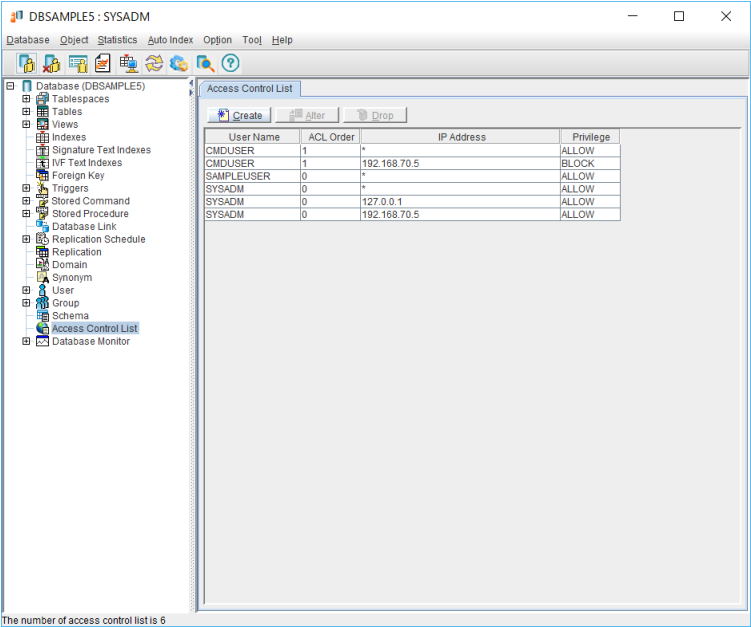 DBSAMPLE5 : SYSADM
Database Object Statistics Auto Index Option Tool Help
Database (DBSAMPLE5)
Tablespaces
Tables
Views
Indexes
Signature Text Indexes
IVF Text Indexes
Foreign Key
Triggers
Stored Command
Stored Procedure
Database Link
Replication Schedule
Replication
Domain
Synonym
User
Group
Schema
Access Control List
Database Monitor
Access Control List
Create Alter Drop
User Name ACL Order IP Address Privilege
CMDUSER 1 * ALLOW
CMDUSER 1 192.168.70.5 BLOCK
SAMPLEUSER 0 * ALLOW
SYSADM 0 * ALLOW
SYSADM 0 127.0.0.1 ALLOW
SYSADM 0 192.168.70.5 ALLOW
The number of access control list is 6